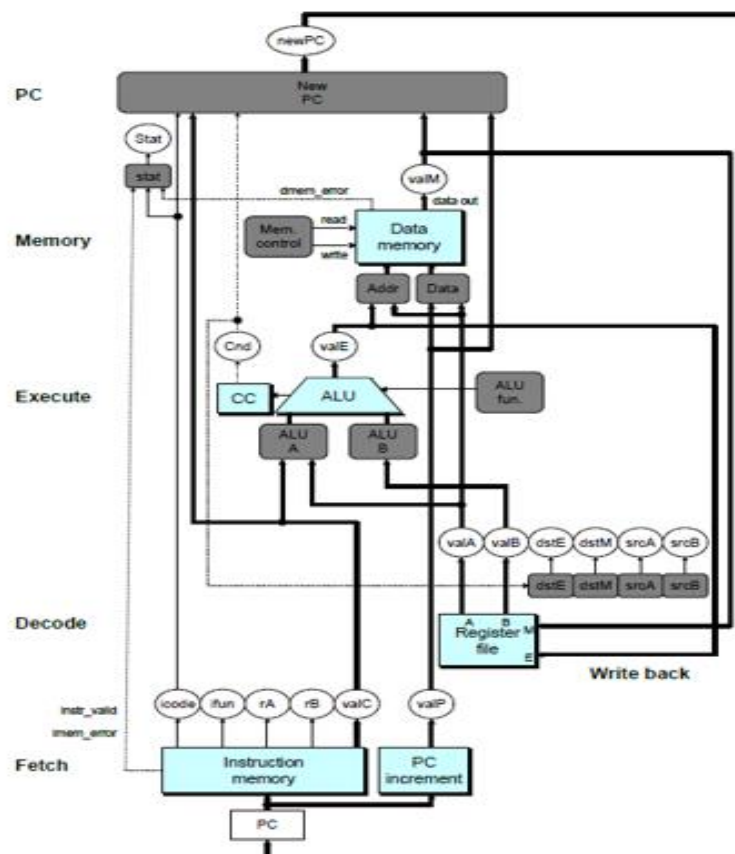 newPC
PC
New
PC
Stat
stat
valM
dmem_error
data out
read
Memory
Mem.
control
Data
memory
write
Addr
Data
Cnd
valE
Execute
CC
ALU
ALU
fun.
ALU
A
ALU
B
valA
valB
dstE
dstM
srcA
srcB
dstE
dstM
srcA
srcB
Decode
A
B
M
Register
file
E
Write back
icode
ifun
rA
rB
valC
valP
instr_valid
imem_error
Fetch
Instruction
memory
PC
increment
PC